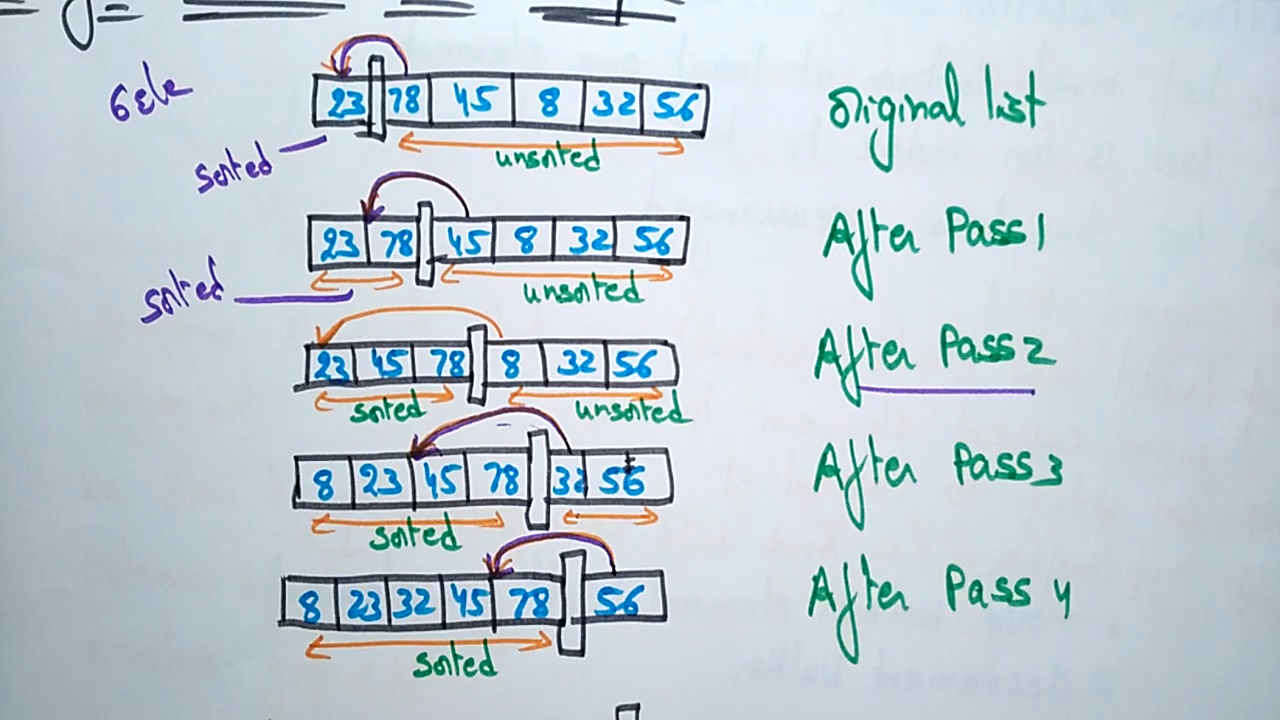 6ele
23 78 45 8 32 56 original list
sorted unsorted
23 78 45 8 32 56 After Pass 1
sorted unsorted
23 45 78 8 32 56 After Pass 2
sorted unsorted
8 23 45 78 32 56 After Pass 3
sorted
8 23 32 45 78 56 After Pass 4
sorted